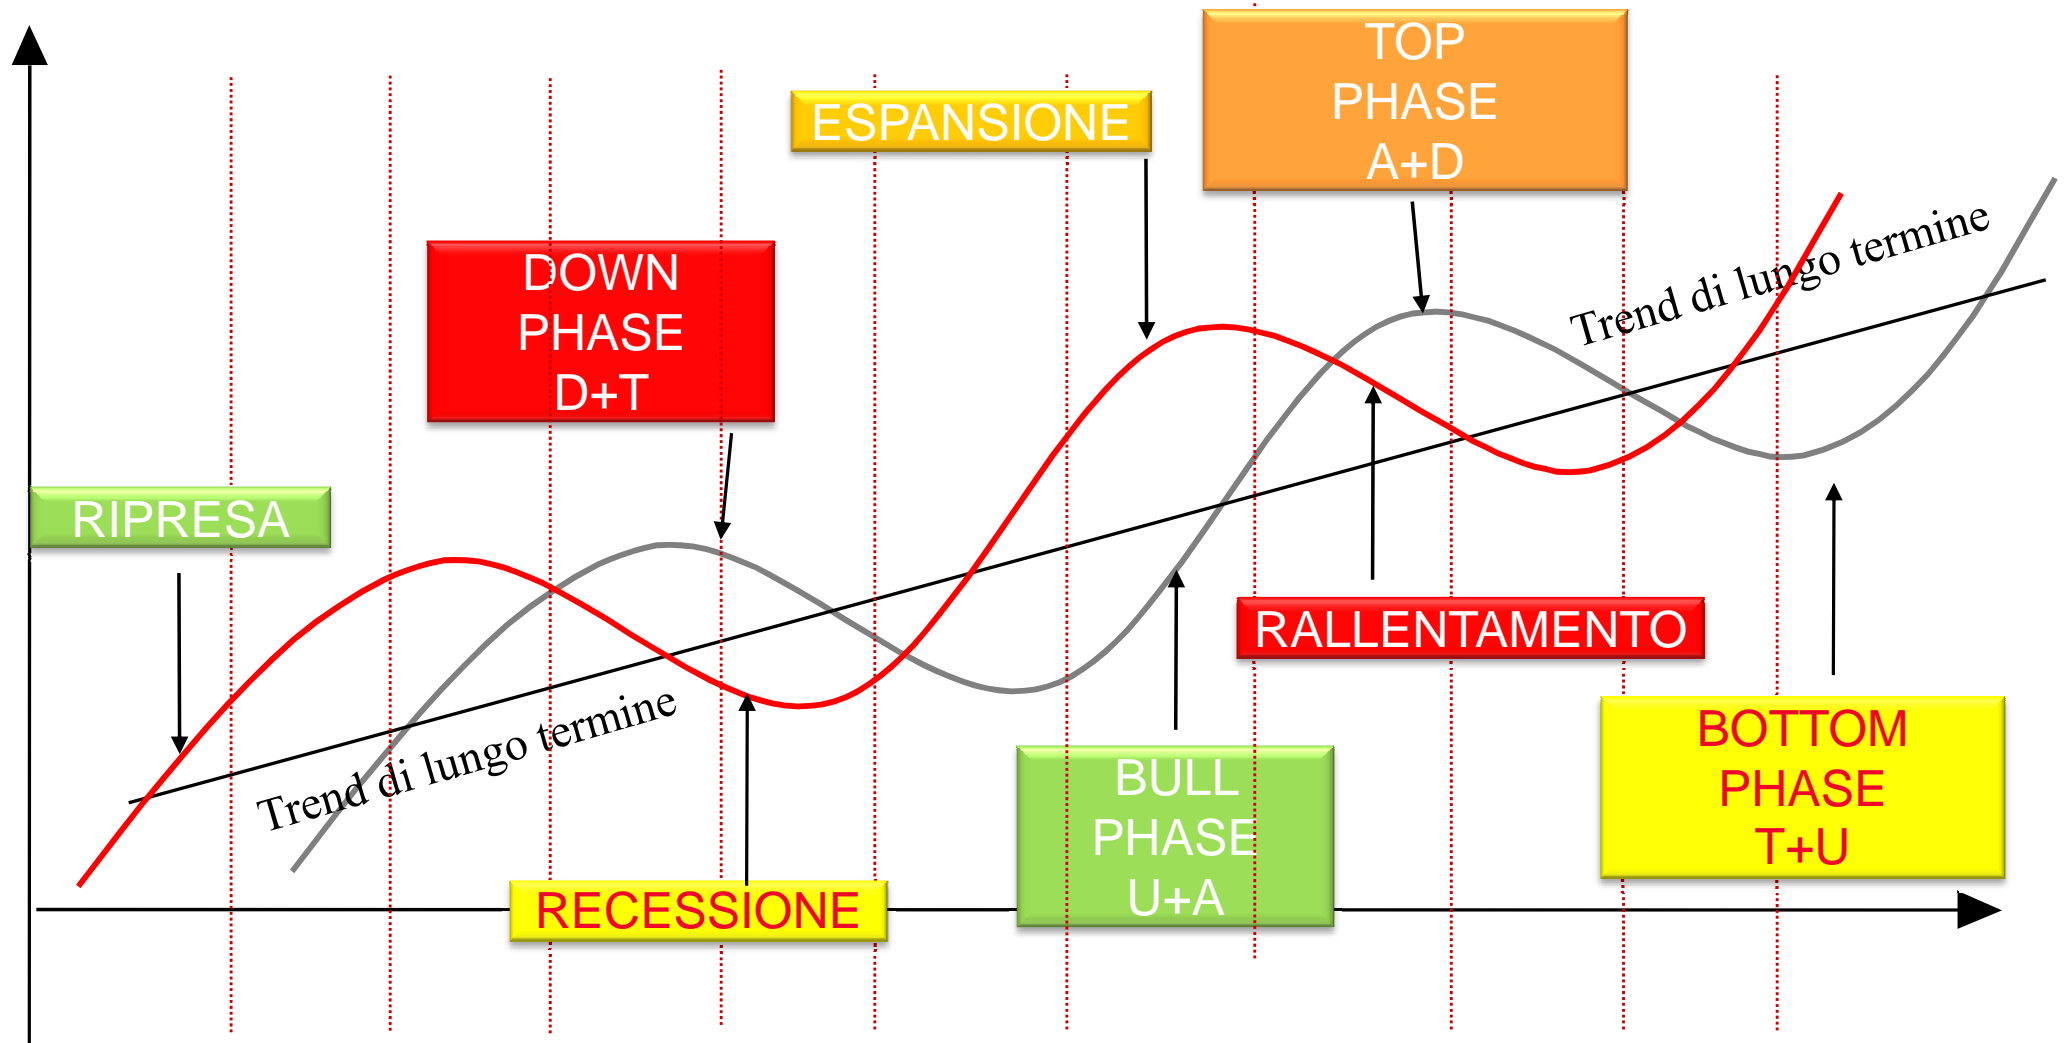 TOP
PHASE
A+D
ESPANSIONE
DOWN
PHASE
D+T
Trend di lungo termine
RIPRESA
RALLENTAMENTO
Trend di lungo termine
BOTTOM
PHASE
T+U
BULL
PHASE
U+A
RECESSIONE